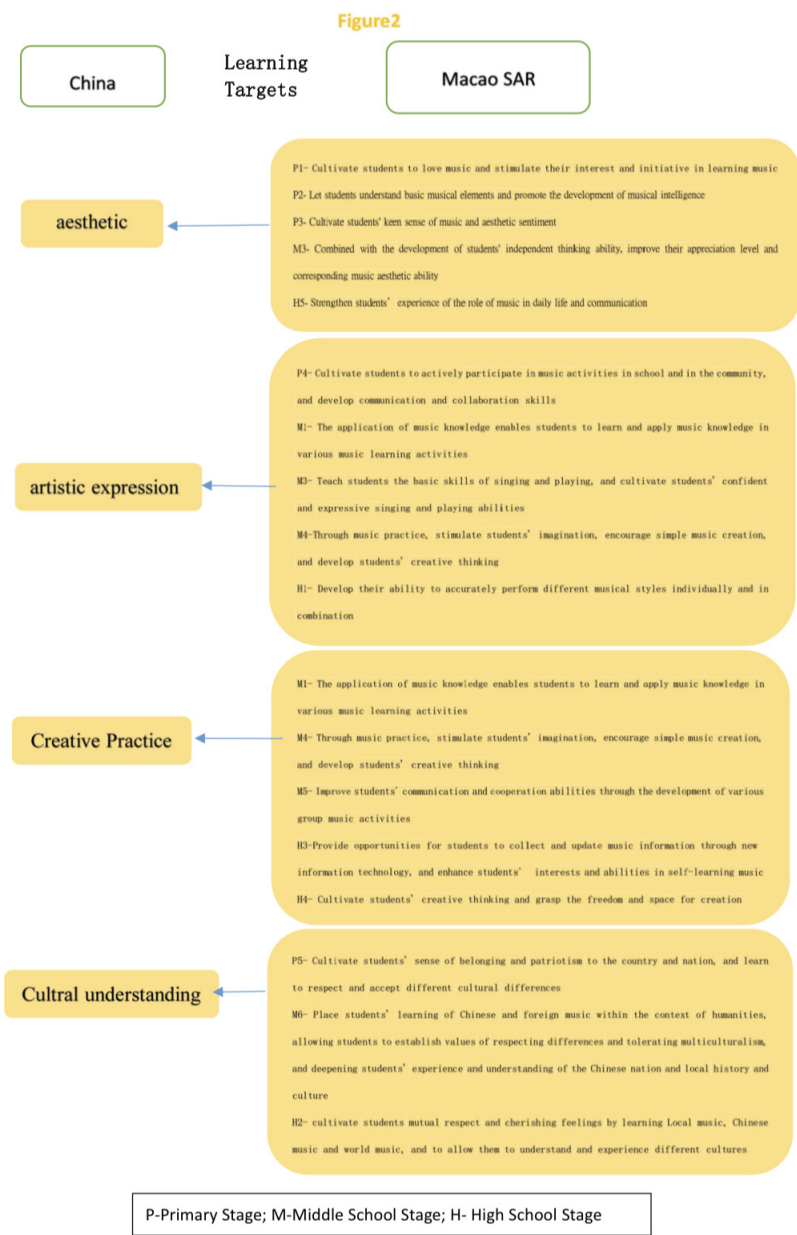 Figure2
China
Learning
Targets
Macao SAR
aesthetic
P1- Cultivate students to love music and stimulate their interest and initiative in learning music
P2- Let students understand basic musical elements and promote the development of musical intelligence
P3- Cultivate students' keen sense of music and aesthetic sentiment
M3- Combined with the development of students' independent thinking ability, improve their appreciation level and
corresponding music aesthetic ability
H5- Strengthen students' experience of the role of music in daily life and communication
artistic expression
P4- Cultivate students to actively participate in music activities in school and in the community,
and develop communication and collaboration skills
M1- The application of music knowledge enables students to learn and apply music knowledge in
various music learning activities
M3- Teach students the basic skills of singing and playing, and cultivate students' confident
and expressive singing and playing abilities
M4-Through music practice, stimulate students' imagination, encourage simple music creation,
and develop students' creative thinking
H1- Develop their ability to accurately perform different musical styles individually and in
combination
Creative Practice
M1- The application of music knowledge enables students to learn and apply music knowledge in
various music learning activities
M4- Through music practice, stimulate students' imagination, encourage simple music creation,
and develop students' creative thinking
M5- Improve students' communication and cooperation abilities through the development of various
group music activities
H3-Provide opportunities for students to collect and update music information through new
information technology, and enhance students' interests and abilities in self-learning music
H4- Cultivate students' creative thinking and grasp the freedom and space for creation
Cultral understanding
P5- Cultivate students' sense of belonging and patriotism to the country and nation, and learn
to respect and accept different cultural differences
M6- Place students' learning of Chinese and foreign music within the context of humanities,
allowing students to establish values of respecting differences and tolerating multiculturalism,
and deepening students' experience and understanding of the Chinese nation and local history and
culture
H2- cultivate students mutual respect and cherishing feelings by learning Local music, Chinese
music and world music, and to allow them to understand and experience different cultures
P-Primary Stage; M-Middle School Stage; H- High School Stage